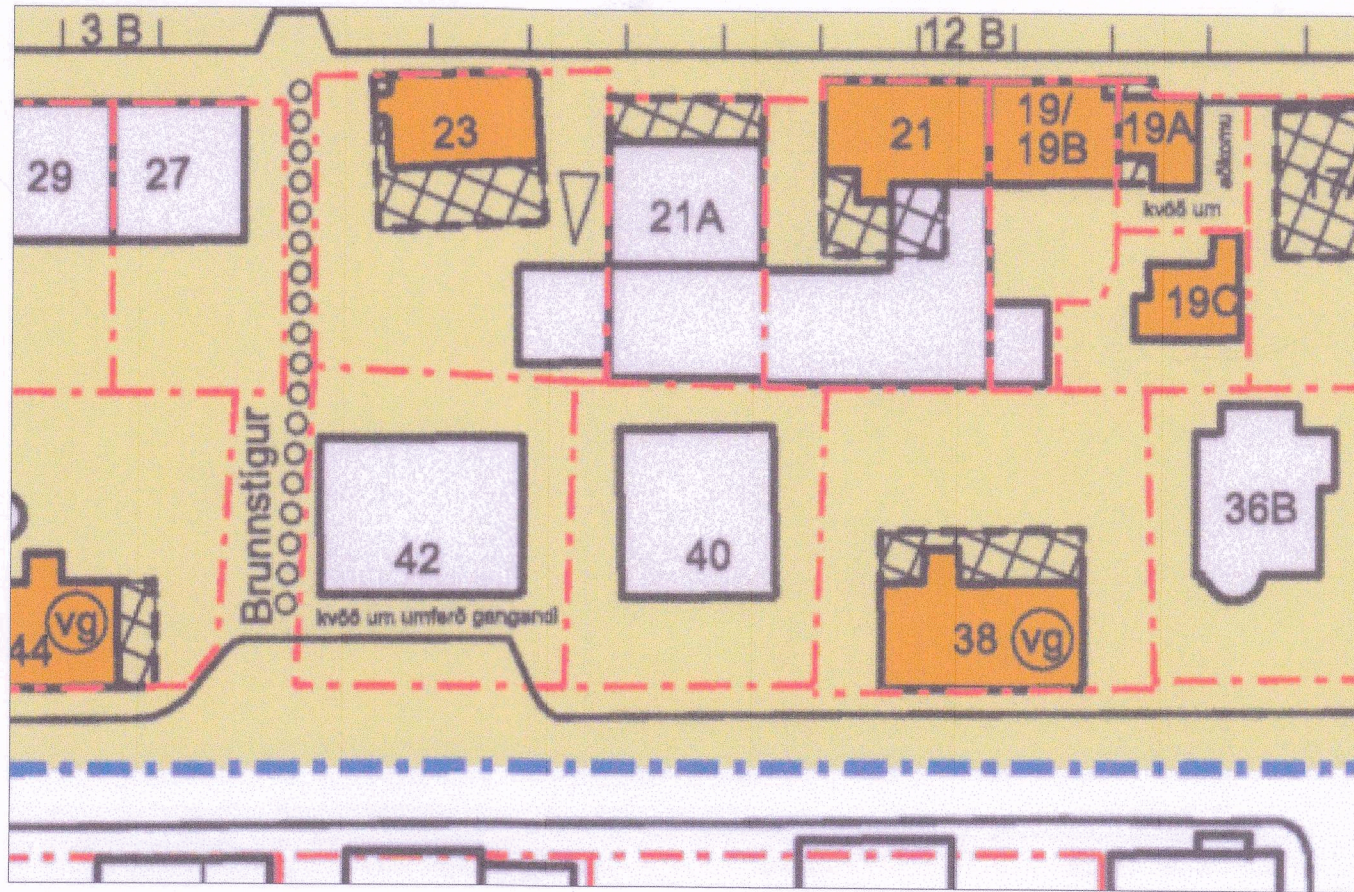 3 B
12 B
23
21
19/
19B
19A
aðkomu
29
27
21A
kvöð um
19C
Brunnstígur
36B
42
40
kvöð um umferð gangandi
44
vg
38
vg